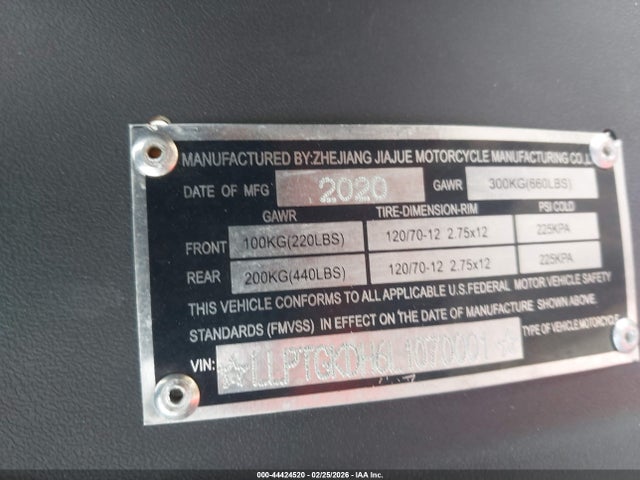 MANUFACTURED BY:ZHEJIANG JIAJUE MOTORCYCLE MANUFACTURING CO.,L
DATE OF MFG 2020 GAWR 300KG(660LBS)
GAWR TIRE-DIMENSION-RIM PSI COLD
FRONT 100KG(220LBS) 120/70-12 2.75x12 225KPA
REAR 200KG(440LBS) 120/70-12 2.75x12 225KPA
THIS VEHICLE CONFORMS TO ALL APPLICABLE U.S.FEDERAL MOTOR VEHICLE SAFETY
STANDARDS (FMVSS) IN EFFECT ON THE DATE OF MANUFACTURE SHOWN ABOVE.
VIN: TYPE OF VEHICLE:MOTORCYCLE
000-44424520 - 02/25/2026 - IAA Inc.